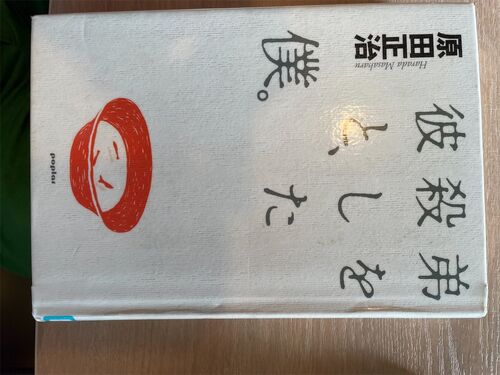 弟を
殺した
彼と、
僕。
原田正治
Harada Masaharu
poplar